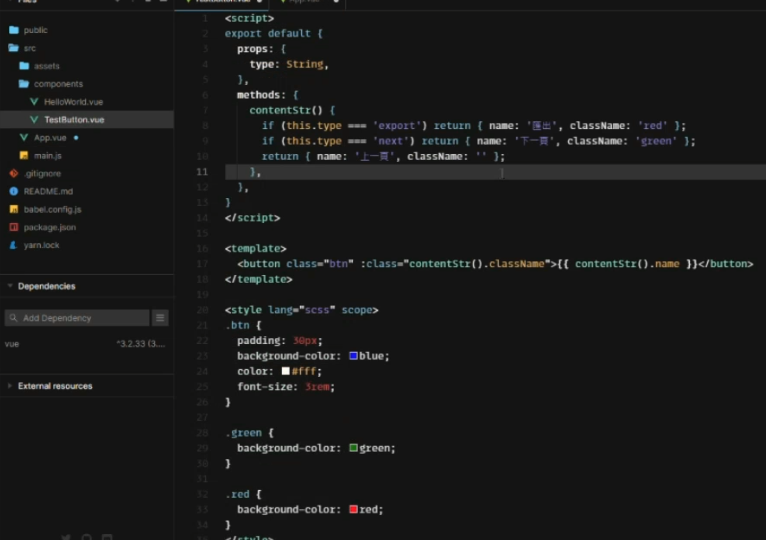 public
src
assets
components
HelloWorld.vue
TestButton.vue
App.vue
main.js
.gitignore
README.md
babel.config.js
package.json
yarn.lock
Dependencies
Add Dependency
vue ^3.2.33 (3....
External resources
1 <script>
2 export default {
3 props: {
4 type: String,
5 },
6 methods: {
7 contentStr() {
8 if (this.type === 'export') return { name: '匯出', className: 'red' };
9 if (this.type === 'next') return { name: '下一頁', className: 'green' };
10 return { name: '上一頁', className: '' };
11 },
12 },
13 }
14 </script>
15
16 <template>
17 <button class="btn" :class="contentStr().className">{{ contentStr().name }}</button>
18 </template>
19
20 <style lang="scss" scope>
21 .btn {
22 padding: 30px;
23 background-color: blue;
24 color: #fff;
25 font-size: 3rem;
26 }
27
28 .green {
29 background-color: green;
30 }
31
32 .red {
33 background-color: red;
34 }